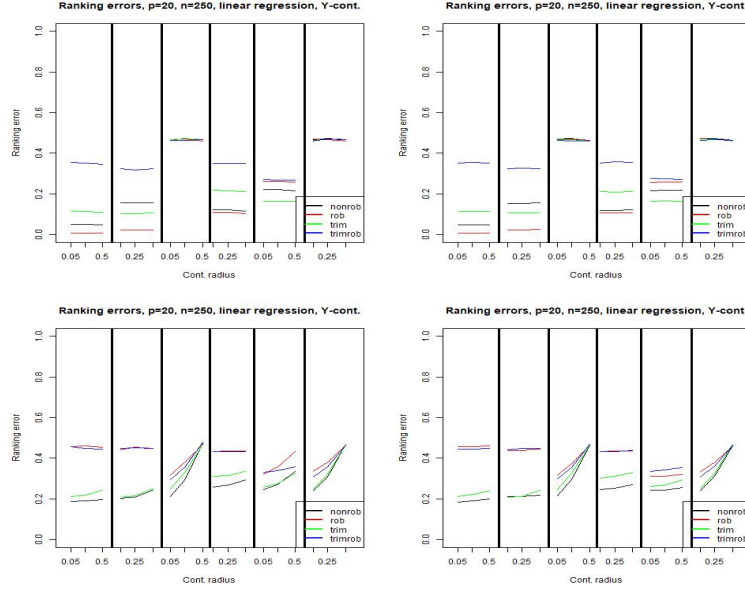 Ranking errors, p=20, n=250, linear regression, Y-cont.
Ranking error
0.0 0.2 0.4 0.6 0.8 1.0
nonrob
rob
trim
trimrob
0.05 0.5 0.25 0.05 0.5 0.25 0.05 0.5 0.25
Cont. radius
Ranking errors, p=20, n=250, linear regression, Y-cont
Ranking error
0.0 0.2 0.4 0.6 0.8 1.0
nonrob
rob
trim
trimrob
0.05 0.5 0.25 0.05 0.5 0.25 0.05 0.5 0.25
Cont. radius
Ranking errors, p=20, n=250, linear regression, Y-cont.
Ranking error
0.0 0.2 0.4 0.6 0.8 1.0
nonrob
rob
trim
trimrob
0.05 0.5 0.25 0.05 0.5 0.25 0.05 0.5 0.25
Cont. radius
Ranking errors, p=20, n=250, linear regression, Y-cont
Ranking error
0.0 0.2 0.4 0.6 0.8 1.0
nonrob
rob
trim
trimrob
0.05 0.5 0.25 0.05 0.5 0.25 0.05 0.5 0.25
Cont. radius